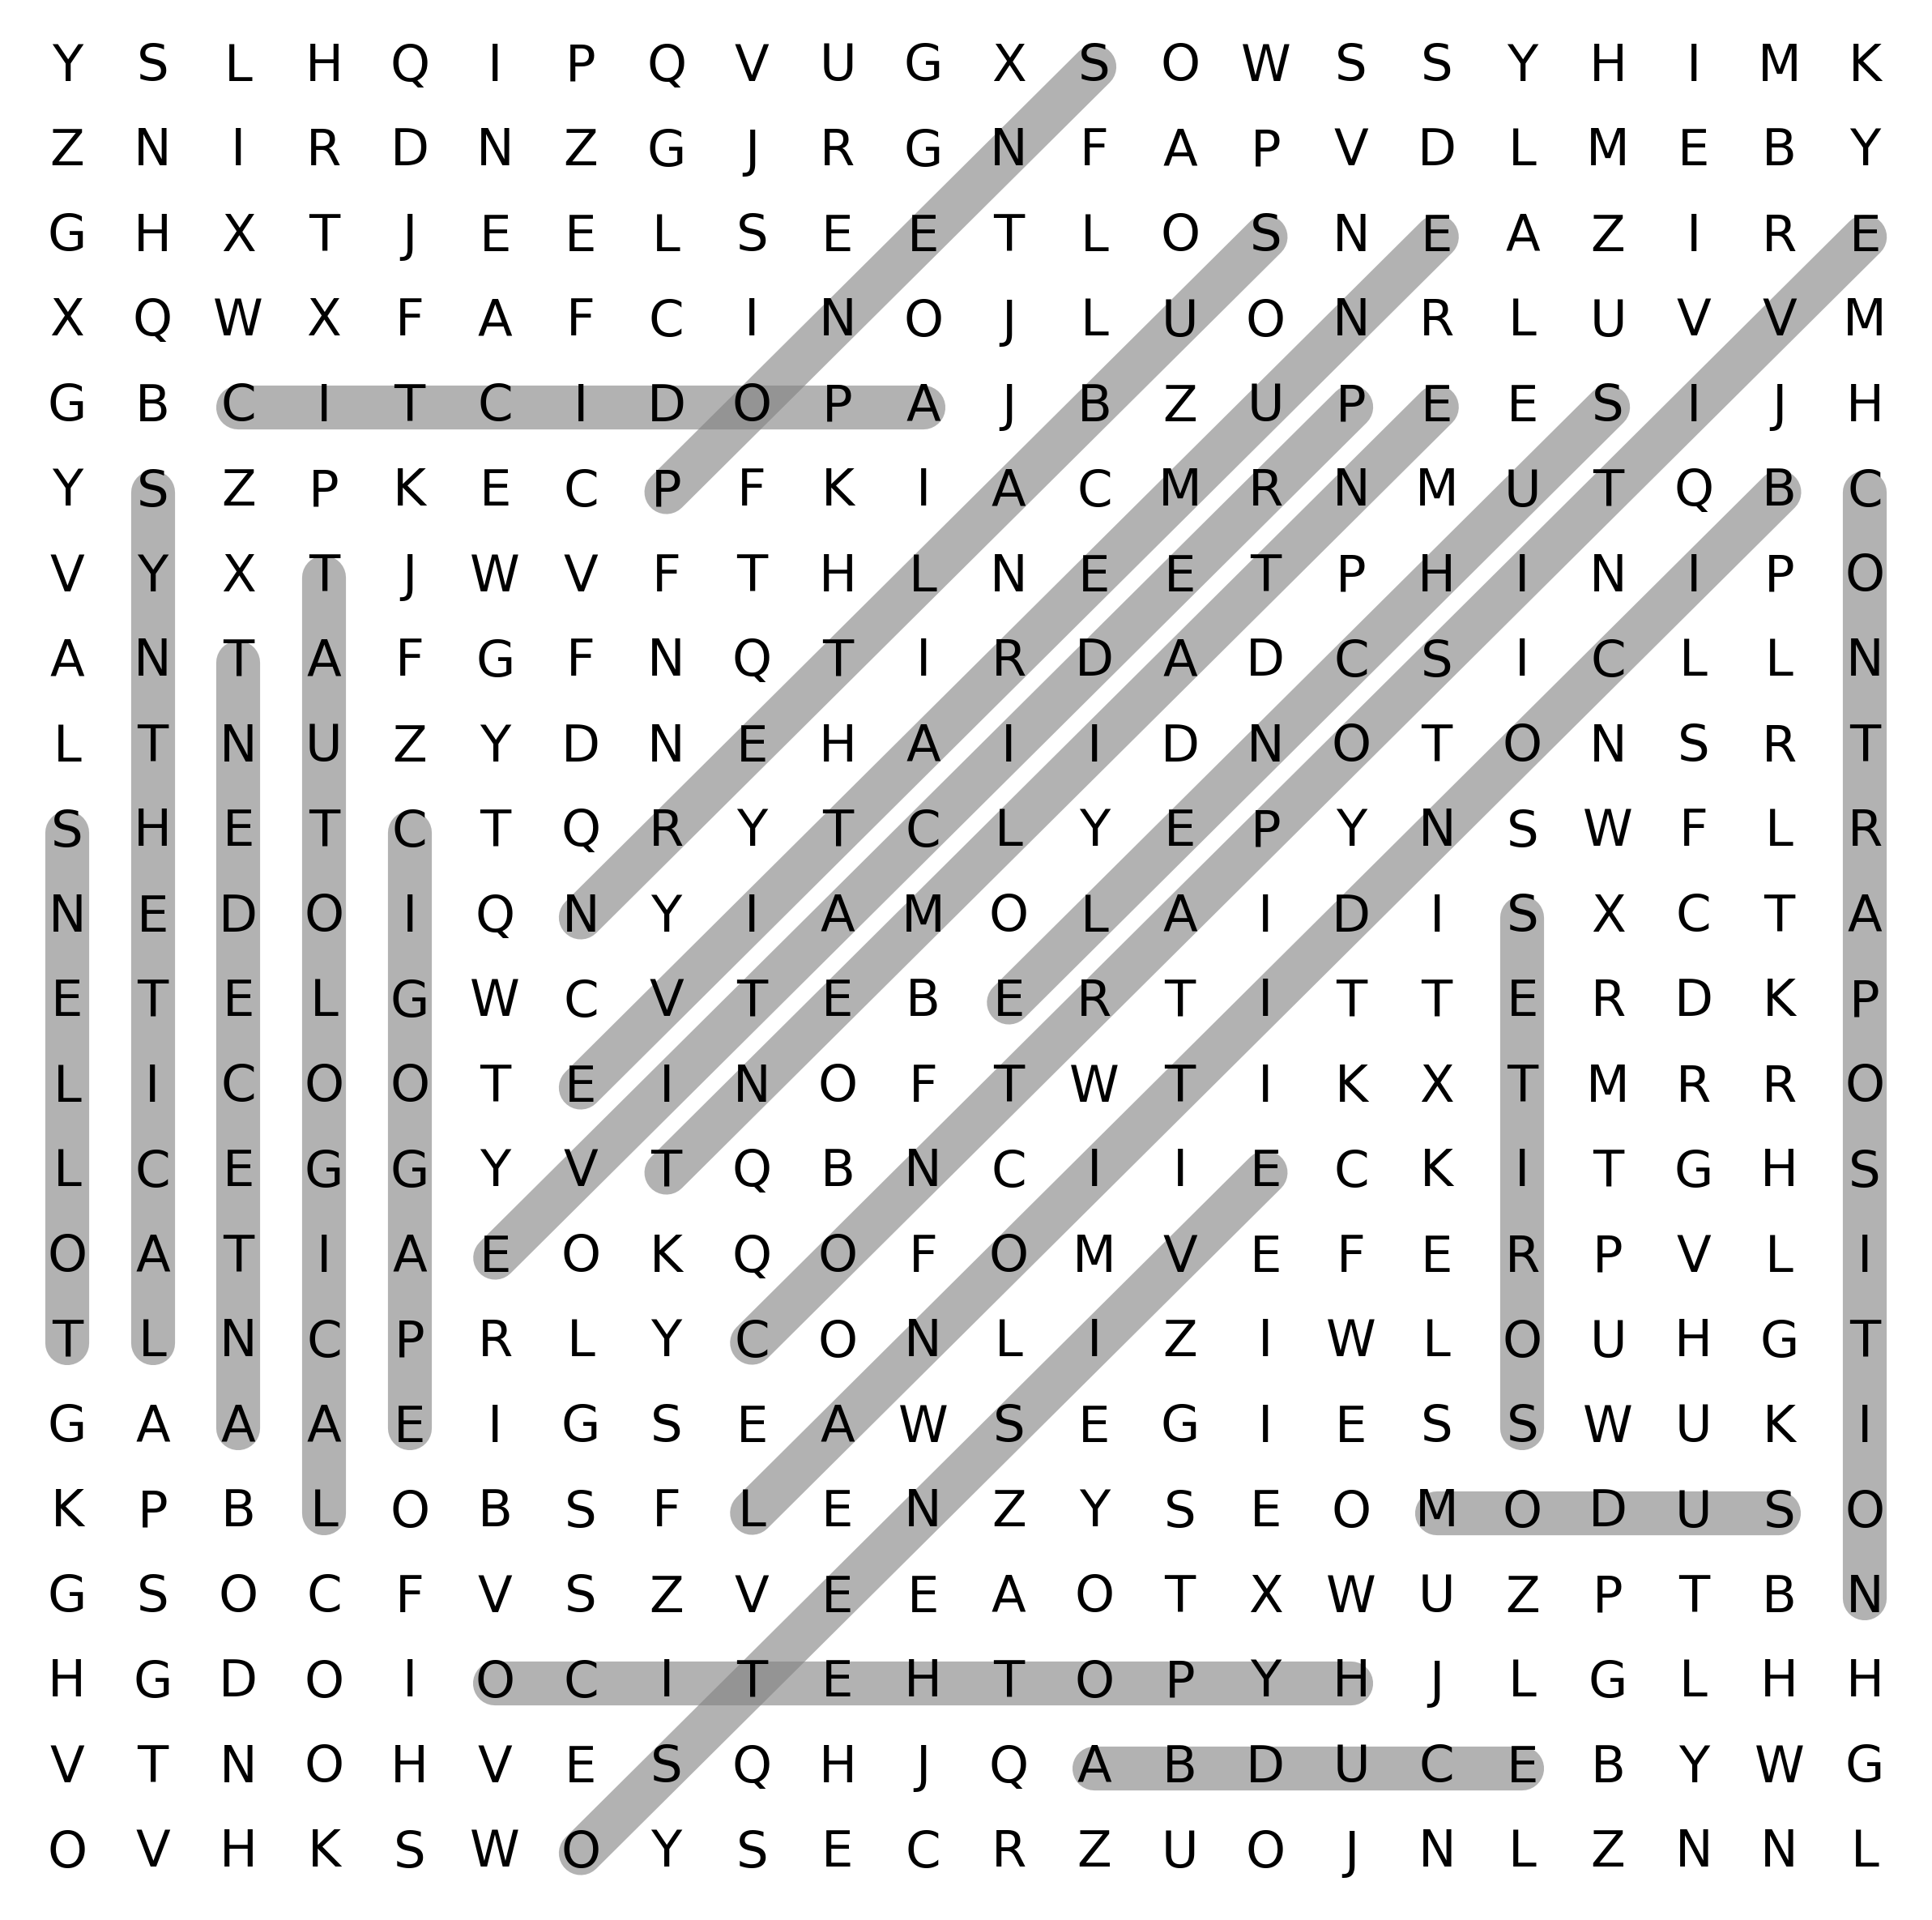 Y S L H Q I P Q V U G X S O W S S Y H I M K
Z N I R D N Z G J R G N F A P V D L M E B Y
G H X T J E E L S E E T L O S N E A Z I R E
X Q W X F A F C I N O J L U O N R L U V V M
G B C I T C I D O P A J B Z U P E E S I J H
Y S Z P K E C P F K I A C M R N M U T Q B C
V Y X T J W V F T H L N E E T P H I N I P O
A N T A F G F N Q T I R D A D C S I C L L N
L T N U Z Y D N E H A I I D N O T O N S R T
S H E T C T Q R Y T C L Y E P Y N S W F L R
N E D O I Q N Y I A M O L A I D I S X C T A
E T E L G W C V T E B E R T I T T E R D K P
L I C O O T E I N O F T W T I K X T M R R O
L C E G G Y V T Q B N C I I E C K I T G H S
O A T I A E O K Q O F O M V E F E R P V L I
T L N C P R L Y C O N L I Z I W L O U H G T
G A A A E I G S E A W S E G I E S S W U K I
K P B L O B S F L E N Z Y S E O M O D U S O
G S O C F V S Z V E E A O T X W U Z P T B N
H G D O I O C I T E H T O P Y H J L G L H H
V T N O H V E S Q H J Q A B D U C E B Y W G
O V H K S W O Y S E C R Z U O J N L Z N N L